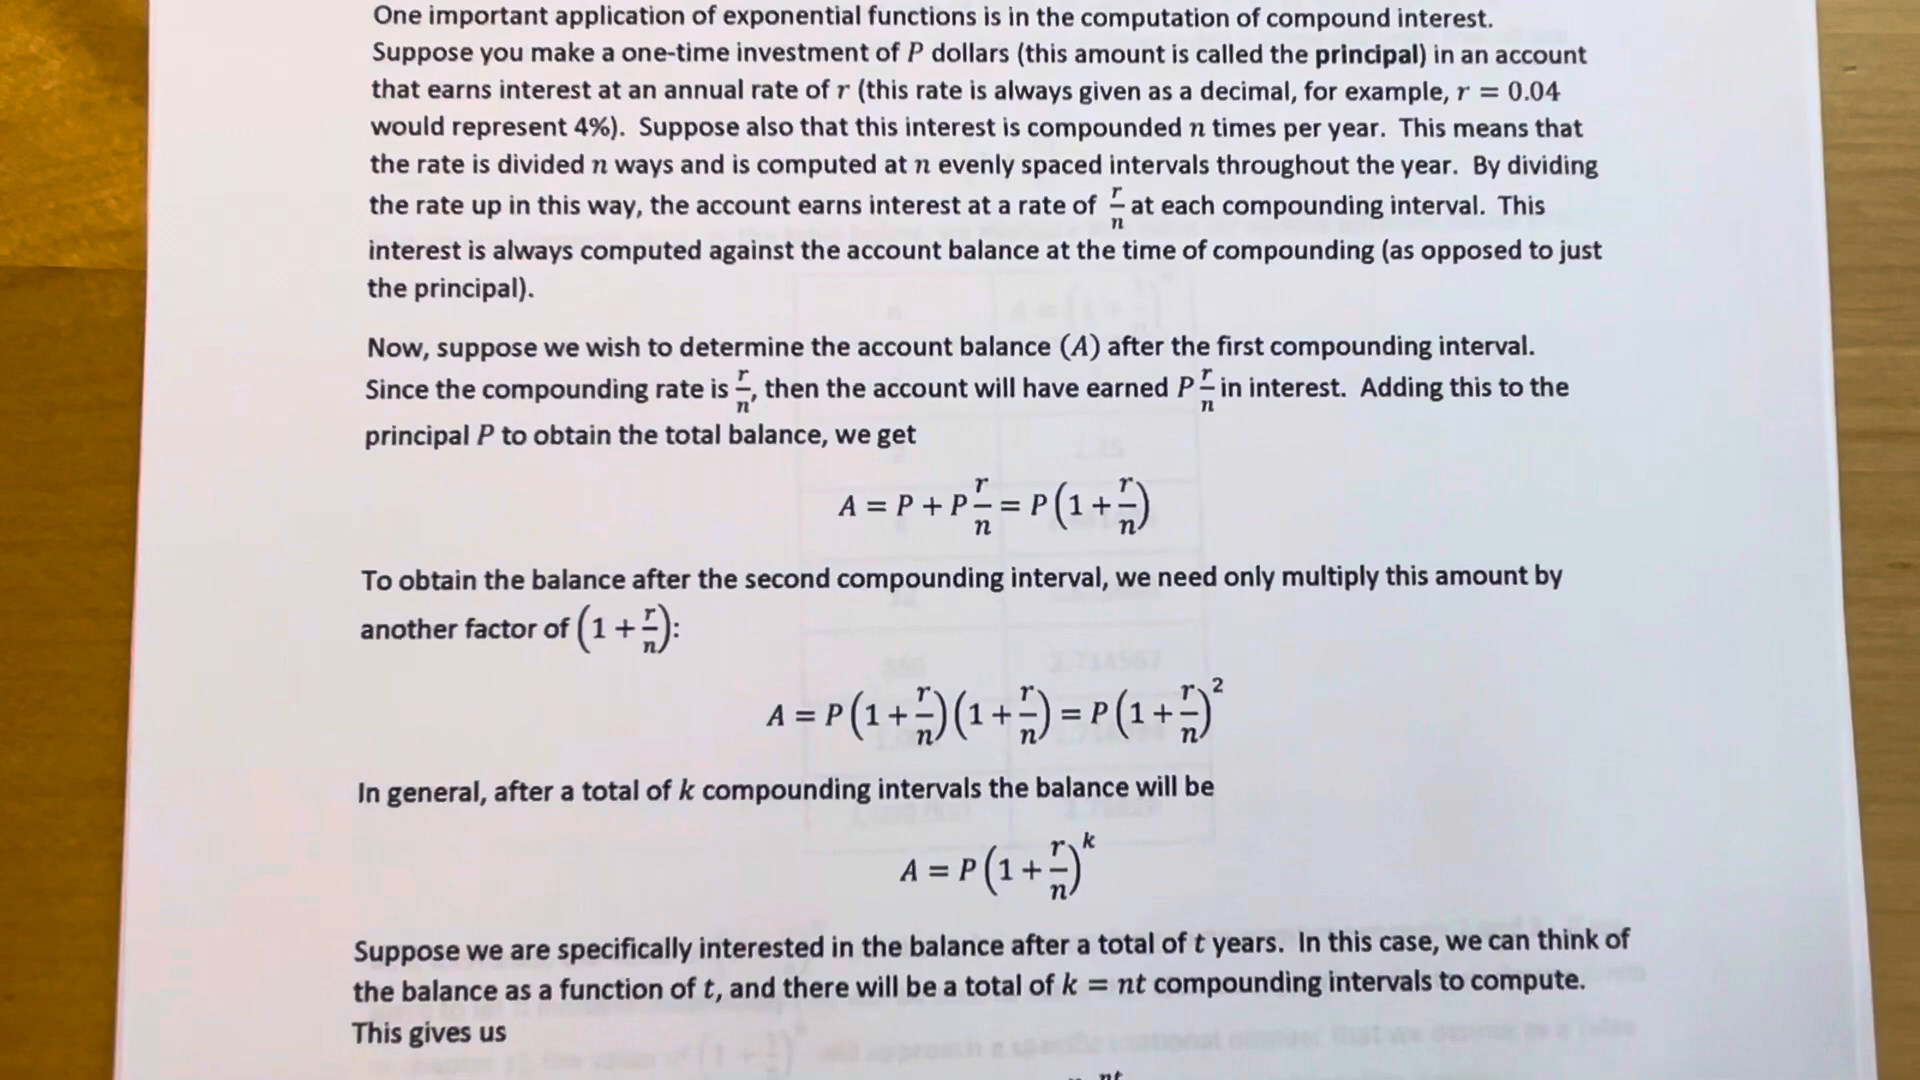 One important application of exponential functions is in the computation of compound interest.
Suppose you make a one-time investment of P dollars (this amount is called the principal) in an account
that earns interest at an annual rate of r (this rate is always given as a decimal, for example, r = 0.04
would represent 4%). Suppose also that this interest is compounded n times per year. This means that
the rate is divided n ways and is computed at n evenly spaced intervals throughout the year. By dividing
the rate up in this way, the account earns interest at a rate of r/n at each compounding interval. This
interest is always computed against the account balance at the time of compounding (as opposed to just
the principal).
Now, suppose we wish to determine the account balance (A) after the first compounding interval.
Since the compounding rate is r/n, then the account will have earned P r/n in interest. Adding this to the
principal P to obtain the total balance, we get
A = P + P r/n = P(1 + r/n)
To obtain the balance after the second compounding interval, we need only multiply this amount by
another factor of (1 + r/n):
A = P(1 + r/n)(1 + r/n) = P(1 + r/n)^2
In general, after a total of k compounding intervals the balance will be
A = P(1 + r/n)^k
Suppose we are specifically interested in the balance after a total of t years. In this case, we can think of
the balance as a function of t, and there will be a total of k = nt compounding intervals to compute.
This gives us
nt